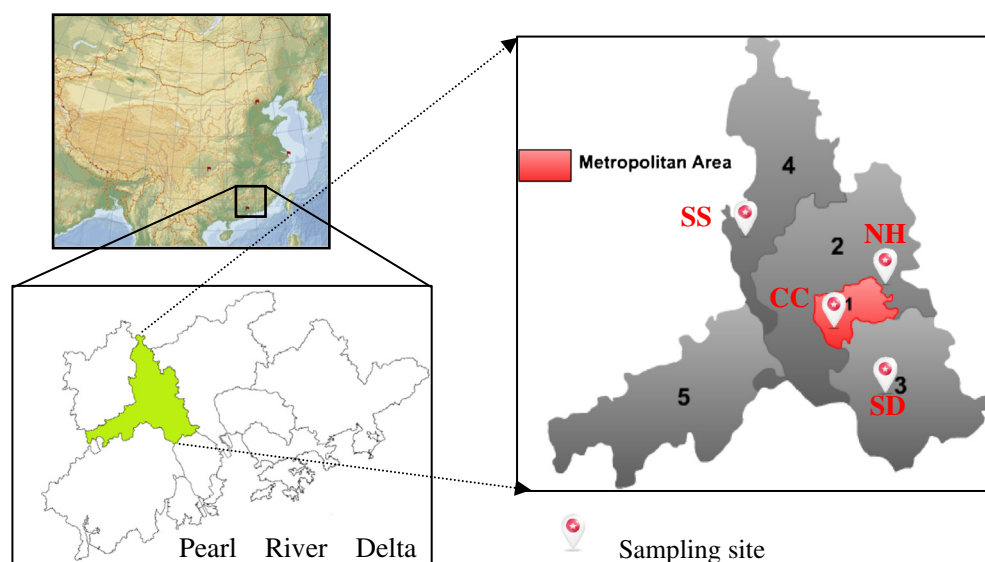 Metropolitan Area
4
SS
2
NH
CC
1
3
SD
5
Pearl River Delta
Sampling site